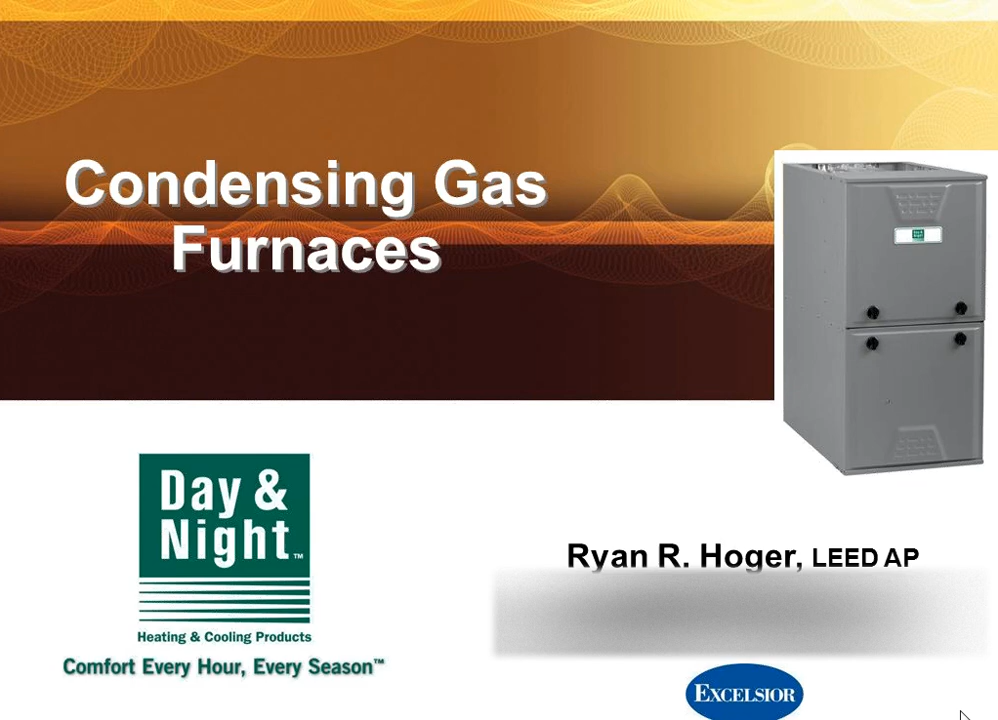 Condensing Gas
Furnaces
Day &
Night™
Heating & Cooling Products
Comfort Every Hour, Every Season™
Ryan R. Hoger, LEED AP
EXCELSIOR